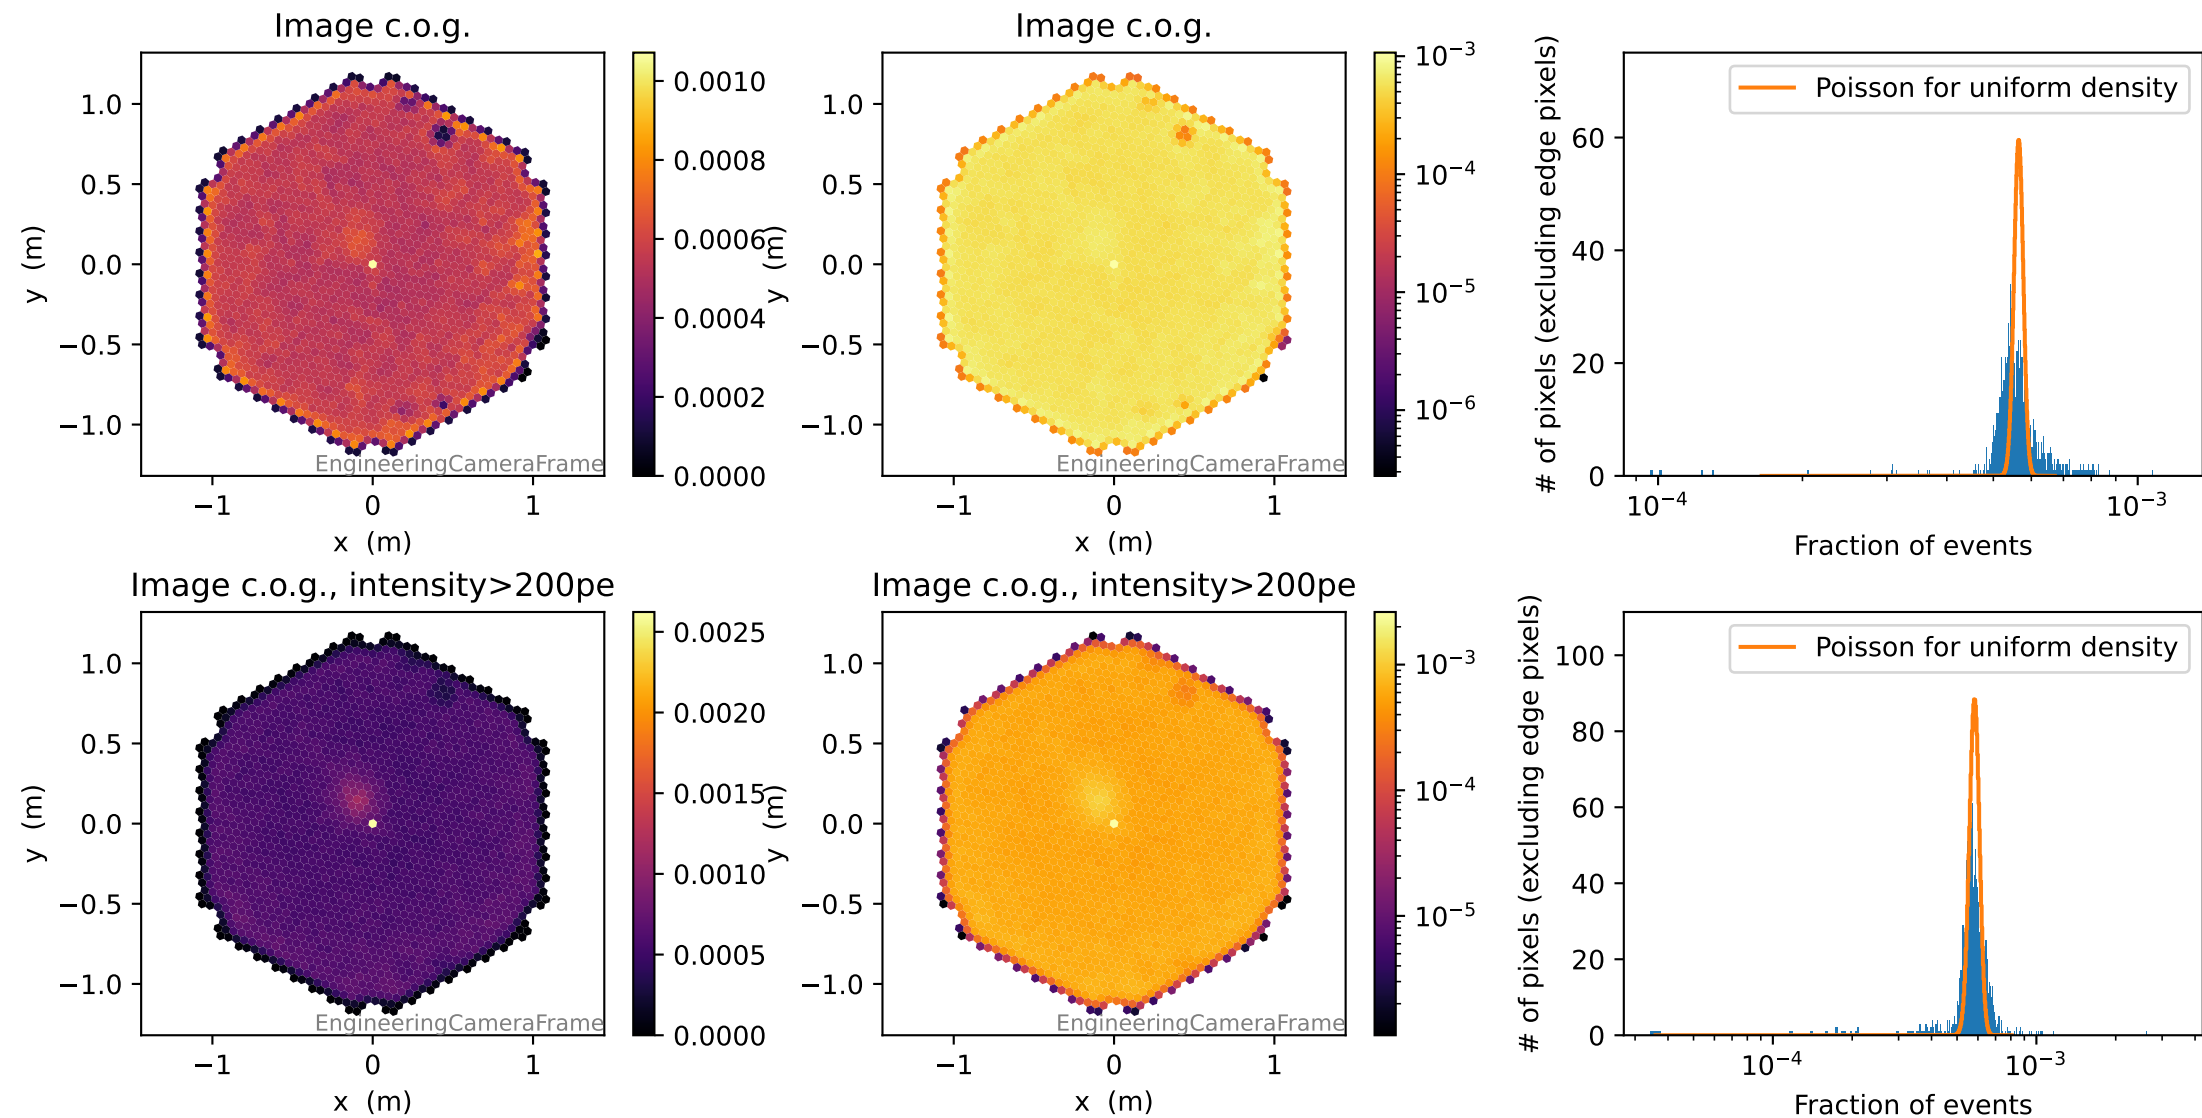 Image c.o.g.
1.0
0.5
0.0
−0.5
−1.0
y (m)
−1
0
1
x (m)
EngineeringCameraFrame
0.0010
0.0008
0.0006
0.0004
0.0002
0.0000
Image c.o.g.
1.0
0.5
0.0
−0.5
−1.0
y (m)
−1
0
1
x (m)
EngineeringCameraFrame
10⁻³
10⁻⁴
10⁻⁵
10⁻⁶
# of pixels (excluding edge pixels)
60
40
20
0
Poisson for uniform density
10⁻⁴
10⁻³
Fraction of events
Image c.o.g., intensity>200pe
1.0
0.5
0.0
−0.5
−1.0
y (m)
−1
0
1
x (m)
EngineeringCameraFrame
0.0025
0.0020
0.0015
0.0010
0.0005
0.0000
Image c.o.g., intensity>200pe
1.0
0.5
0.0
−0.5
−1.0
y (m)
−1
0
1
x (m)
EngineeringCameraFrame
10⁻³
10⁻⁴
10⁻⁵
# of pixels (excluding edge pixels)
100
80
60
40
20
0
Poisson for uniform density
10⁻⁴
10⁻³
Fraction of events